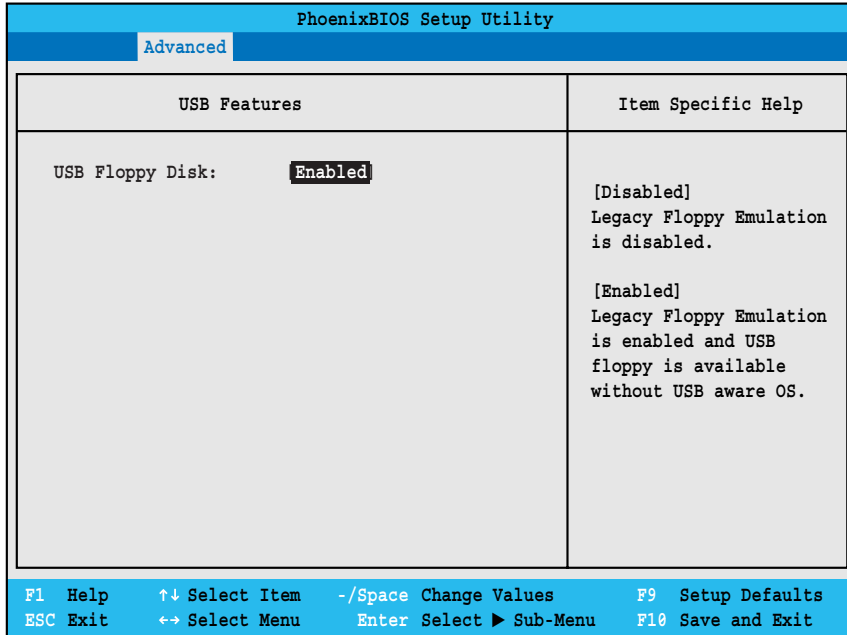 PhoenixBIOS Setup Utility
Advanced
USB Features
Item Specific Help
USB Floppy Disk: [Enabled]
[Disabled]
Legacy Floppy Emulation
is disabled.
[Enabled]
Legacy Floppy Emulation
is enabled and USB
floppy is available
without USB aware OS.
F1 Help ↑↓ Select Item -/Space Change Values F9 Setup Defaults
ESC Exit ←→ Select Menu Enter Select ▶ Sub-Menu F10 Save and Exit